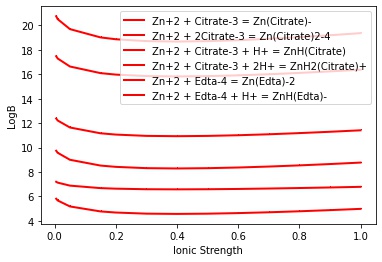 Zn+2 + Citrate-3 = Zn(Citrate)-
Zn+2 + 2Citrate-3 = Zn(Citrate)2-4
Zn+2 + Citrate-3 + H+ = ZnH(Citrate)
Zn+2 + Citrate-3 + 2H+ = ZnH2(Citrate)+
Zn+2 + Edta-4 = Zn(Edta)-2
Zn+2 + Edta-4 + H+ = ZnH(Edta)-
20
18
16
14
12
10
8
6
4
LogB
0.0 0.2 0.4 0.6 0.8 1.0
Ionic Strength